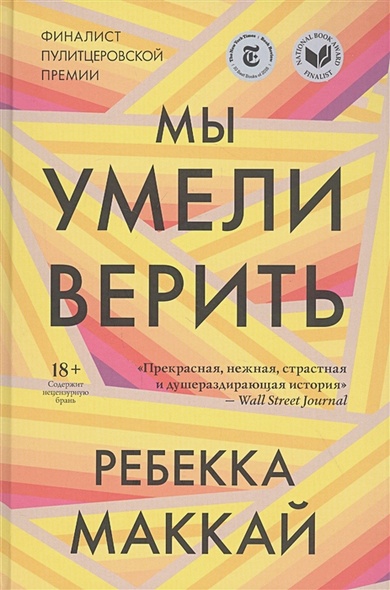 ФИНАЛИСТ
ПУЛИТЦЕРОВСКОЙ
ПРЕМИИ
NATIONAL BOOK AWARD
FINALIST
МЫ
УМЕЛИ
ВЕРИТЬ
18+
Содержит
нецензурную
брань
«Прекрасная, нежная, страстная
и душераздирающая история»
— Wall Street Journal
РЕБЕККА
МАККАЙ